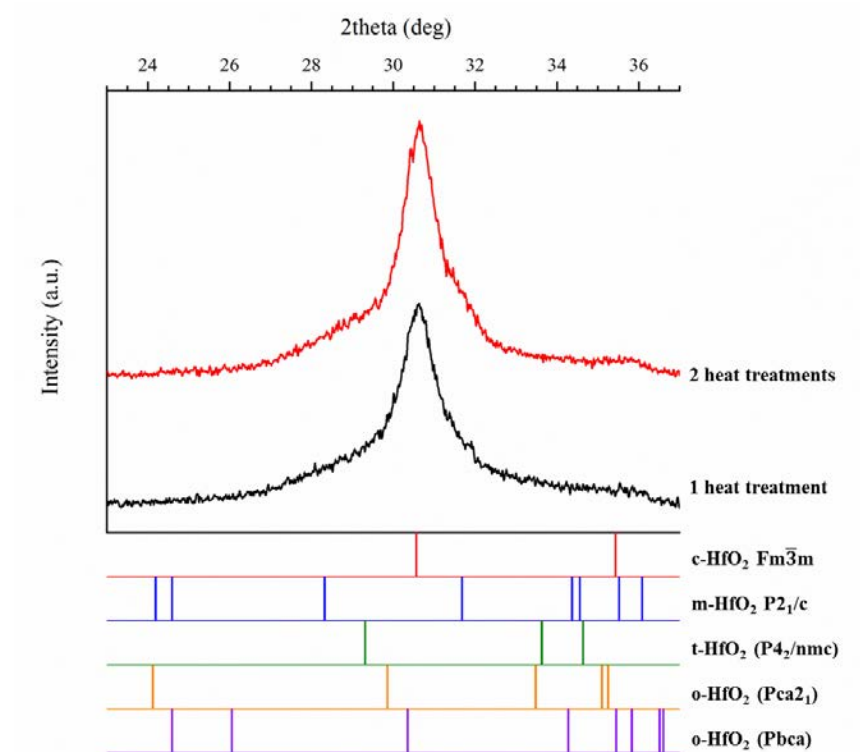 2theta (deg)
24 26 28 30 32 34 36
Intensity (a.u.)
2 heat treatments
1 heat treatment
c-HfO₂ Fm3̅m
m-HfO₂ P2₁/c
t-HfO₂ (P4₂/nmc)
o-HfO₂ (Pca2₁)
o-HfO₂ (Pbca)